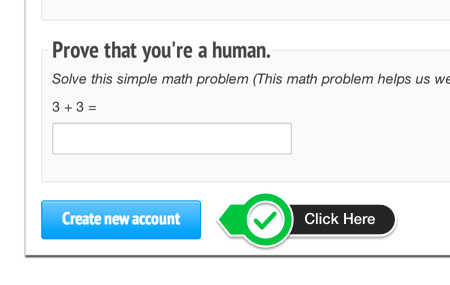 Prove that you're a human.
Solve this simple math problem (This math problem helps us we
3 + 3 =
Create new account
Click Here